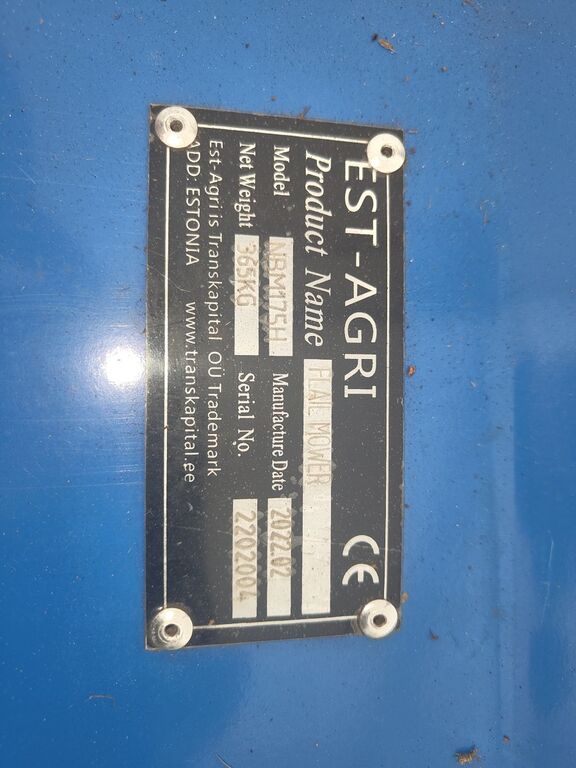 EST-AGRI CE
Product Name FLAIL MOWER
Model NBM175H Manufacture Date 2022.02
Net Weight 365KG Serial No. 2202004
Est-Agri is Transkapital OÜ Trademark
ADD: ESTONIA www.transkapital.ee